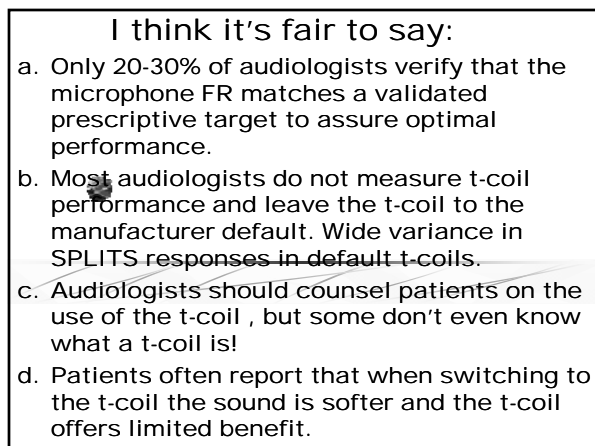 I think it's fair to say:
a. Only 20-30% of audiologists verify that the
microphone FR matches a validated
prescriptive target to assure optimal
performance.
b. Most audiologists do not measure t-coil
performance and leave the t-coil to the
manufacturer default. Wide variance in
SPLITS responses in default t-coils.
c. Audiologists should counsel patients on the
use of the t-coil , but some don't even know
what a t-coil is!
d. Patients often report that when switching to
the t-coil the sound is softer and the t-coil
offers limited benefit.